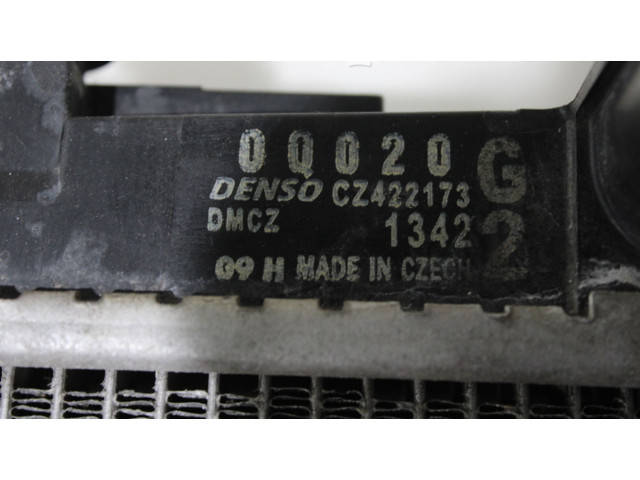 0Q020 G
DENSO CZ422173
DMCZ 1342 2
09 H MADE IN CZECH